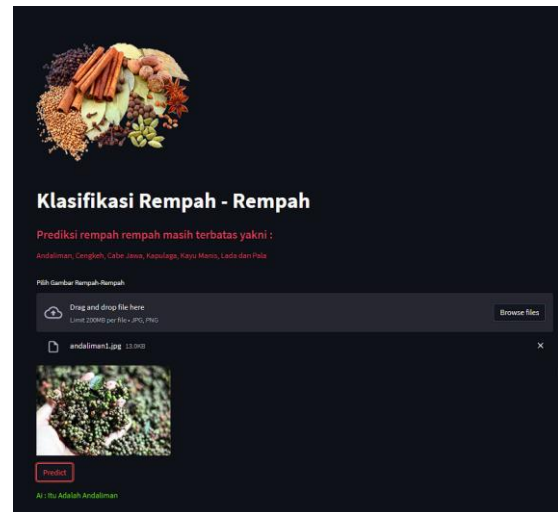 Klasifikasi Rempah - Rempah
Prediksi rempah rempah masih terbatas yakni :
Andaliman, Cengkeh, Cabe Jawa, Kapulaga, Kayu Manis, Lada dan Pala
Pilih Gambar Rempah-Rempah
Drag and drop file here
Limit 200MB per file • JPG, PNG
Browse files
andaliman1.jpg 13.0KB
Predict
AI : Itu Adalah Andaliman